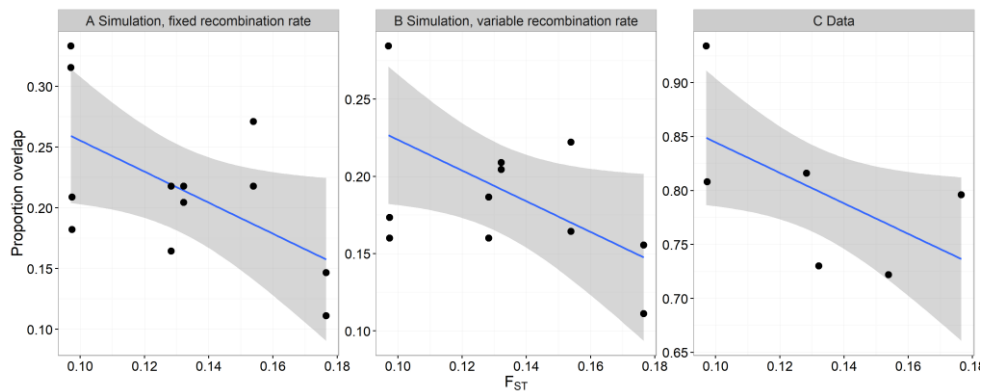 A Simulation, fixed recombination rate
B Simulation, variable recombination rate
C Data
Proportion overlap
0.30
0.25
0.20
0.15
0.10
0.25
0.20
0.15
0.10
0.90
0.85
0.80
0.75
0.70
0.65
0.10 0.12 0.14 0.16 0.18
0.10 0.12 0.14 0.16 0.18
0.10 0.12 0.14 0.16 0.18
FST